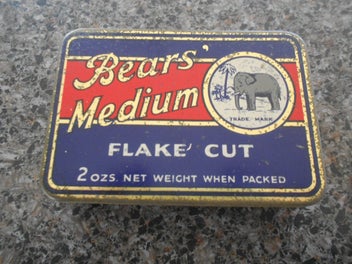 Bears'
Medium
TRADE MARK
FLAKE CUT
2 OZS. NET WEIGHT WHEN PACKED